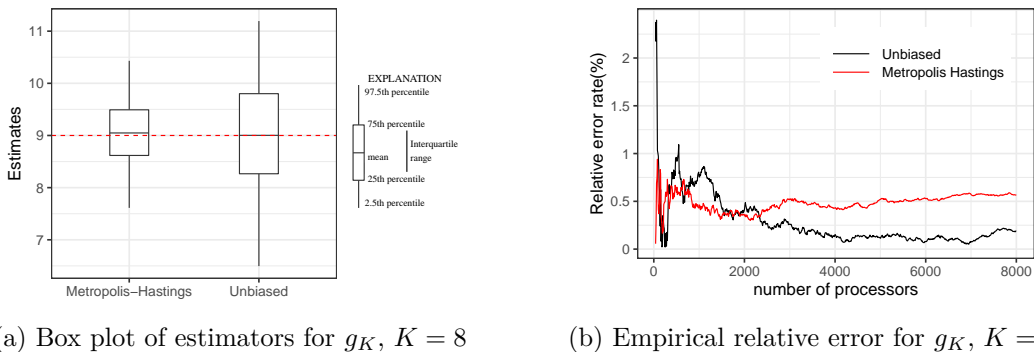 11
10
9
8
7
Estimates
Metropolis−Hastings
Unbiased
EXPLANATION
97.5th percentile
75th percentile
mean
Interquartile
range
25th percentile
2.5th percentile
2
1.5
1
0.5
0
Relative error rate(%)
Unbiased
Metropolis Hastings
0
2000
4000
6000
8000
number of processors
a) Box plot of estimators for g_K, K = 8
(b) Empirical relative error for g_K, K =